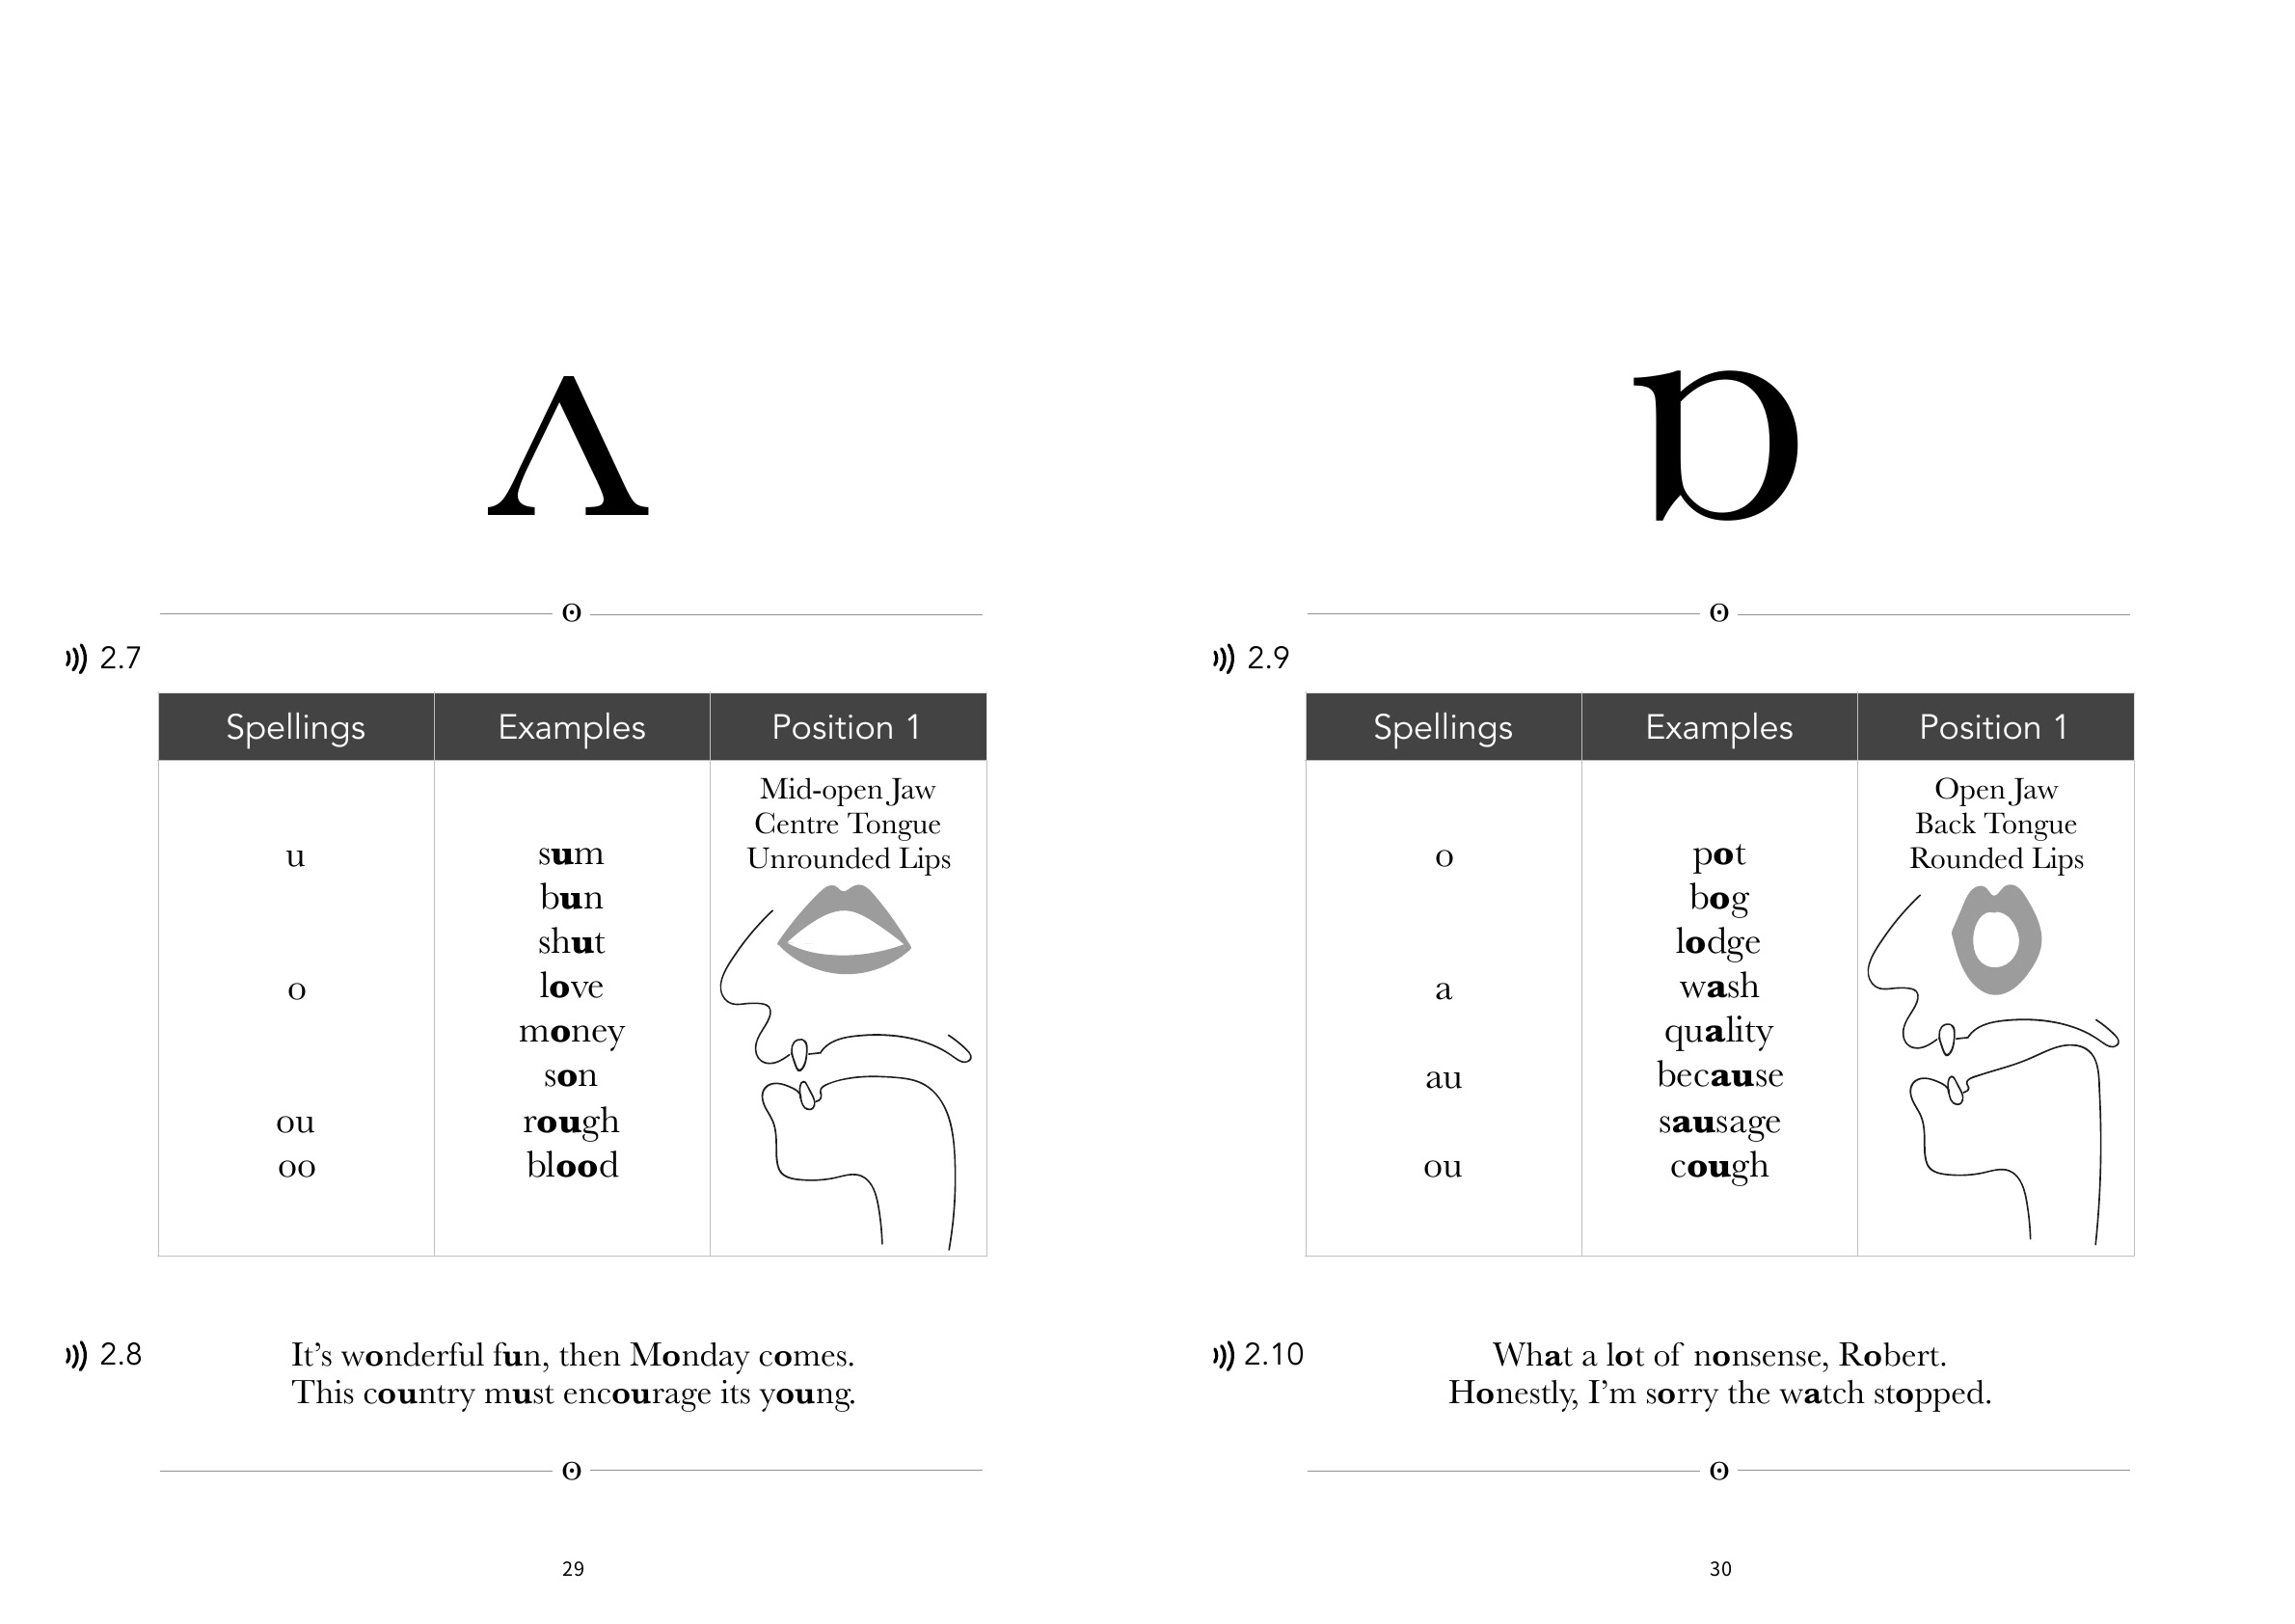 ʌ
ʘ
2.7
Spellings Examples Position 1
Mid-open Jaw
Centre Tongue
Unrounded Lips
u sum
bun
shut
o love
money
son
ou rough
oo blood
2.8
It’s wonderful fun, then Monday comes.
This country must encourage its young.
ʘ
29
ɒ
ʘ
2.9
Spellings Examples Position 1
Open Jaw
Back Tongue
Rounded Lips
o pot
bog
lodge
a wash
quality
au because
sausage
ou cough
2.10
What a lot of nonsense, Robert.
Honestly, I’m sorry the watch stopped.
ʘ
30